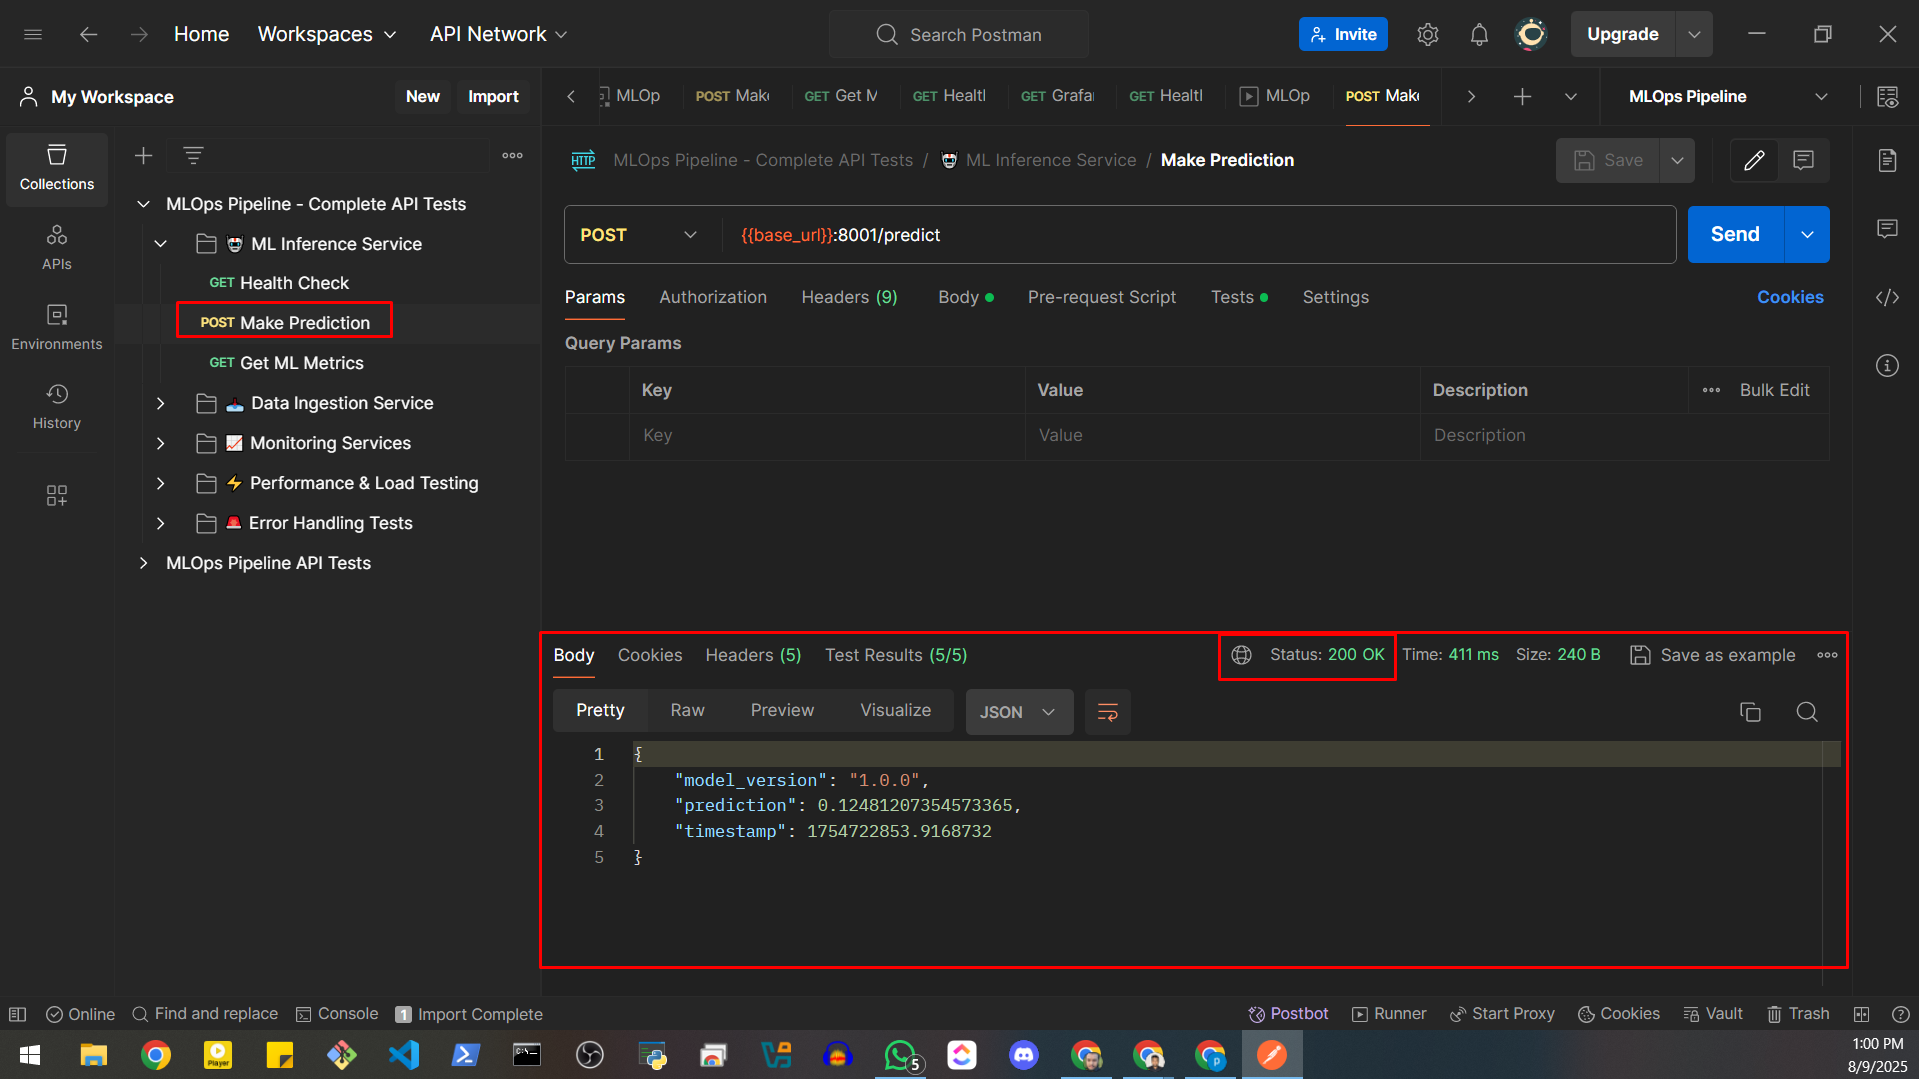 Home Workspaces API Network Search Postman Invite Upgrade
My Workspace New Import MLOp POST Make GET Get M GET Healtl GET Grafai GET Healtl MLOp POST Make MLOps Pipeline
Collections
APIs
Environments
History
MLOps Pipeline - Complete API Tests
ML Inference Service
GET Health Check
POST Make Prediction
GET Get ML Metrics
Data Ingestion Service
Monitoring Services
Performance & Load Testing
Error Handling Tests
MLOps Pipeline API Tests
HTTP MLOps Pipeline - Complete API Tests / ML Inference Service / Make Prediction Save
POST {{base_url}}:8001/predict Send
Params Authorization Headers (9) Body Pre-request Script Tests Settings Cookies
Query Params
Key Value Description Bulk Edit
Key Value Description
Body Cookies Headers (5) Test Results (5/5) Status: 200 OK Time: 411 ms Size: 240 B Save as example
Pretty Raw Preview Visualize JSON
1 {
2 "model_version": "1.0.0",
3 "prediction": 0.12481207354573365,
4 "timestamp": 1754722853.9168732
5 }
Online Find and replace Console 1 Import Complete Postbot Runner Start Proxy Cookies Vault Trash
Player 5 1:00 PM
8/9/2025